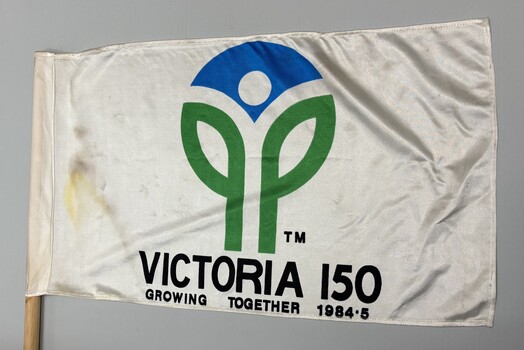 TM
VICTORIA 150
GROWING TOGETHER 1984·5